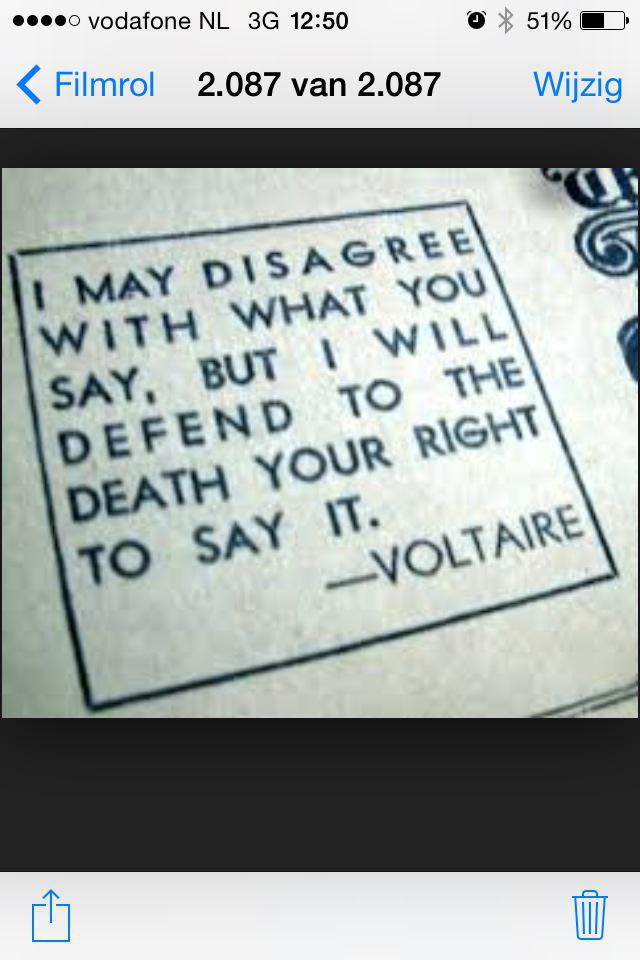 vodafone NL 3G 12:50 51%
Filmrol 2.087 van 2.087 Wijzig
I MAY DISAGREE
WITH WHAT YOU
SAY, BUT I WILL
DEFEND TO THE
DEATH YOUR RIGHT
TO SAY IT.
—VOLTAIRE